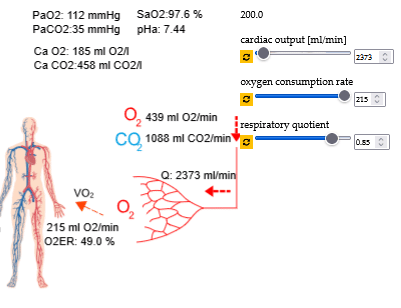 PaO2: 112 mmHg SaO2:97.6 %
PaCO2:35 mmHg pHa: 7.44
Ca O2: 185 ml O2/l
Ca CO2:458 ml CO2/l
200.0
cardiac output [ml/min]
2373
oxygen consumption rate
215
respiratory quotient
0.85
O2 439 ml O2/min
CO2 1088 ml CO2/min
Q: 2373 ml/min
VO2
O2
215 ml O2/min
O2ER: 49.0 %